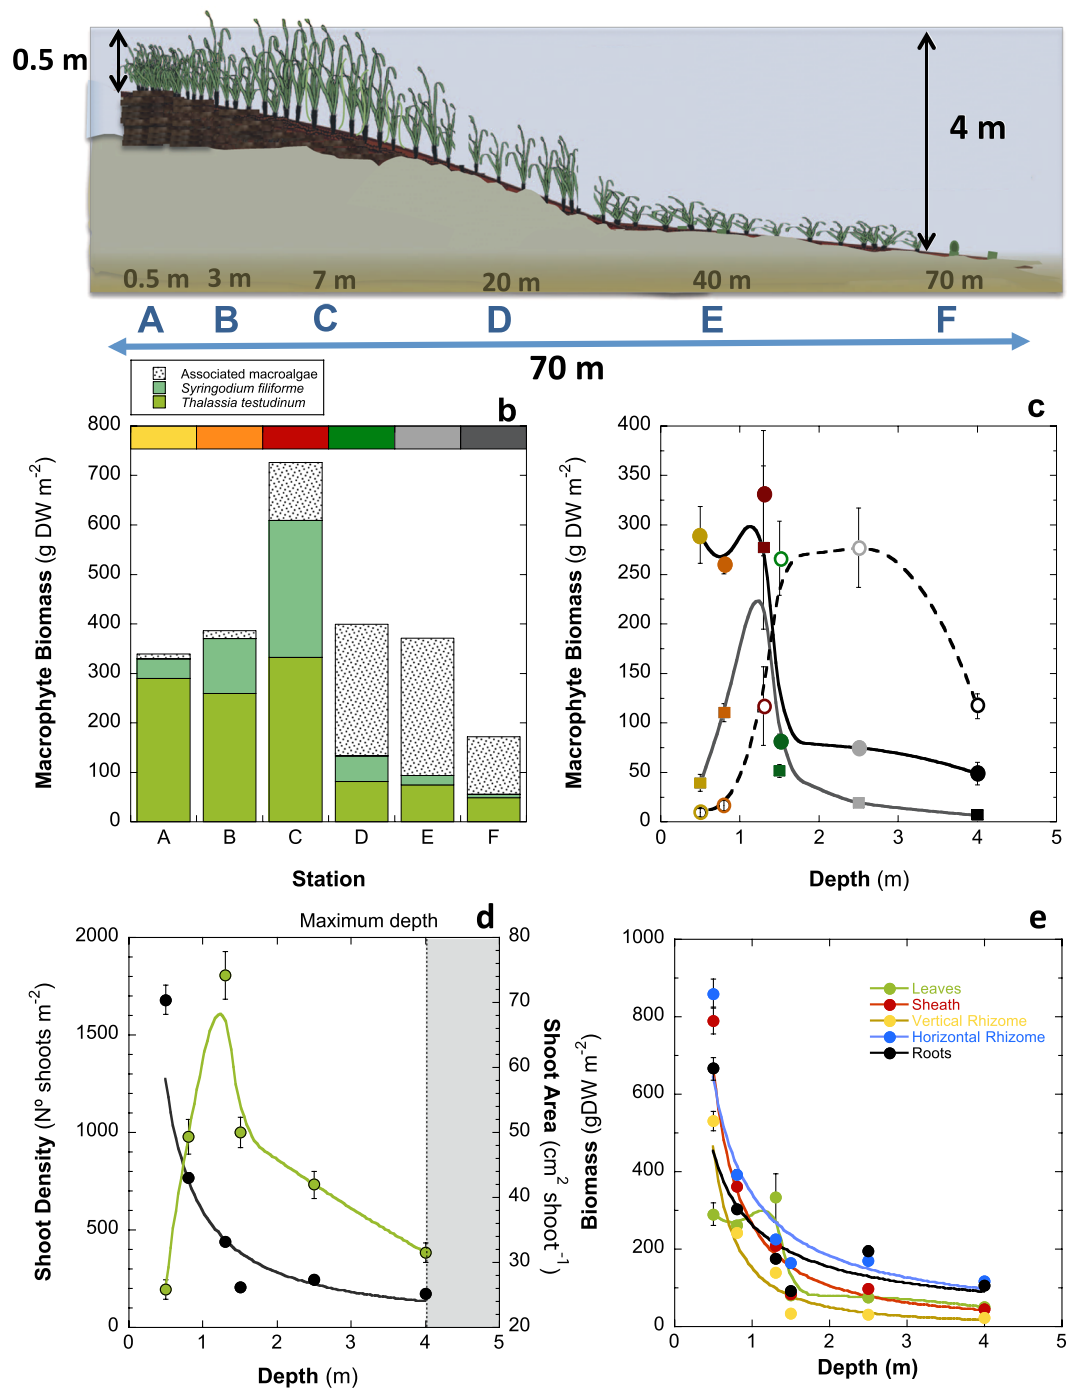 0.5 m
4 m
0.5 m 3 m 7 m 20 m 40 m 70 m
A B C D E F
70 m
Associated macroalgae
Syringodium filiforme
Thalassia testudinum
b
800
700
600
500
400
300
200
100
0
Macrophyte Biomass (g DW m⁻²)
A B C D E F
Station
c
400
350
300
250
200
150
100
50
0
Macrophyte Biomass (g DW m⁻²)
0 1 2 3 4 5
Depth (m)
Maximum depth
d
2000
1500
1000
500
0
Shoot Density (Nº shoots m⁻²)
80
70
60
50
40
30
20
Shoot Area (cm² shoot⁻¹)
0 1 2 3 4 5
Depth (m)
e
1000
800
600
400
200
0
Biomass (gDW m⁻²)
Leaves
Sheath
Vertical Rhizome
Horizontal Rhizome
Roots
0 1 2 3 4 5
Depth (m)